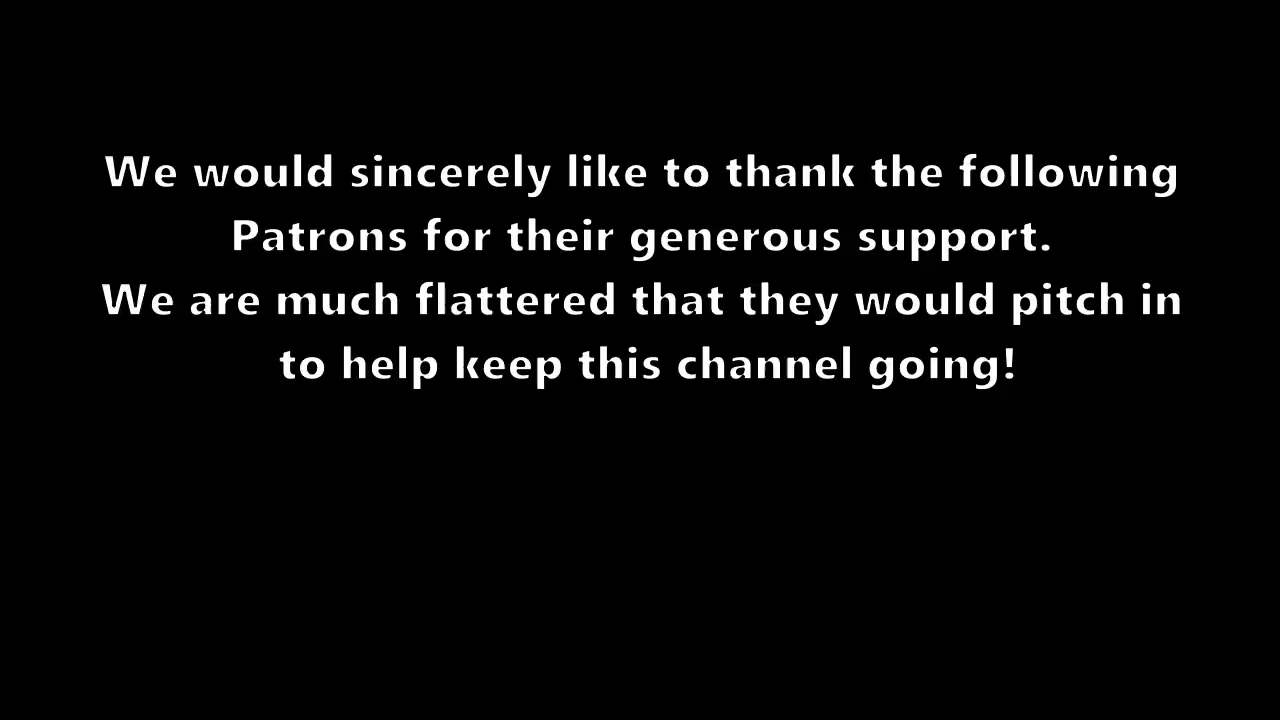 We would sincerely like to thank the following
Patrons for their generous support.
We are much flattered that they would pitch in
to help keep this channel going!